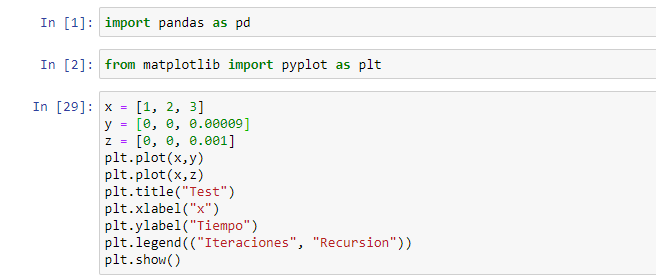 In [1]: import pandas as pd
In [2]: from matplotlib import pyplot as plt
In [29]: x = [1, 2, 3]
y = [0, 0, 0.00009]
z = [0, 0, 0.001]
plt.plot(x,y)
plt.plot(x,z)
plt.title("Test")
plt.xlabel("x")
plt.ylabel("Tiempo")
plt.legend(("Iteraciones", "Recursion"))
plt.show()